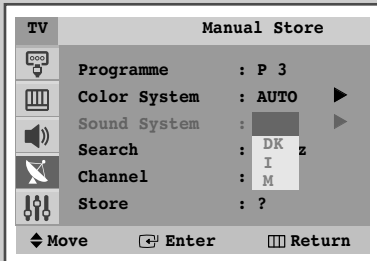 TV Manual Store
Programme : P 3
Color System : AUTO
Sound System :
Search : z
DK
Channel :
I
M
Store : ?
Move Enter Return